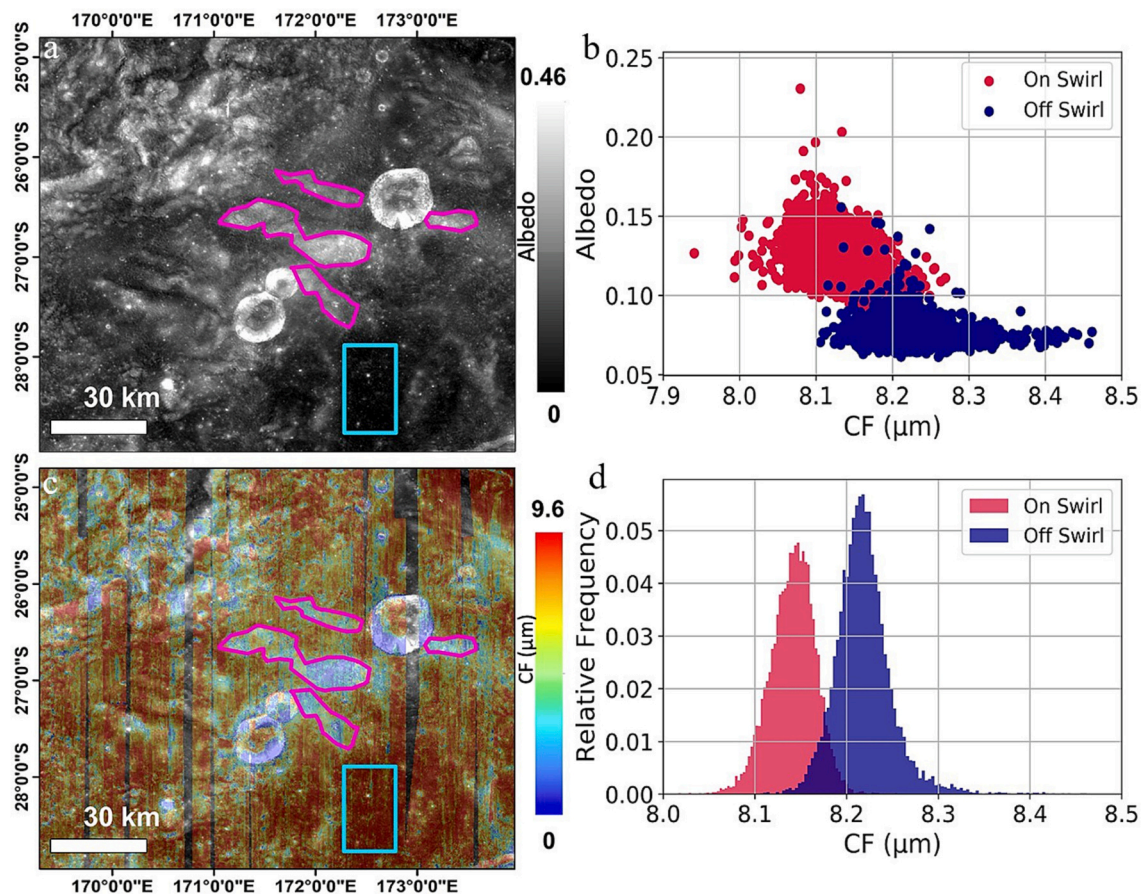 170°0'0"E 171°0'0"E 172°0'0"E 173°0'0"E
a
25°0'0"S
26°0'0"S
27°0'0"S
28°0'0"S
30 km
0.46
Albedo
0
b
0.25
0.20
0.15
0.10
0.05
Albedo
On Swirl
Off Swirl
7.9 8.0 8.1 8.2 8.3 8.4 8.5
CF (μm)
c
25°0'0"S
26°0'0"S
27°0'0"S
28°0'0"S
30 km
170°0'0"E 171°0'0"E 172°0'0"E 173°0'0"E
9.6
CF (μm)
0
d
0.05
0.04
0.03
0.02
0.01
0.00
Relative Frequency
On Swirl
Off Swirl
8.0 8.1 8.2 8.3 8.4 8.5
CF (μm)